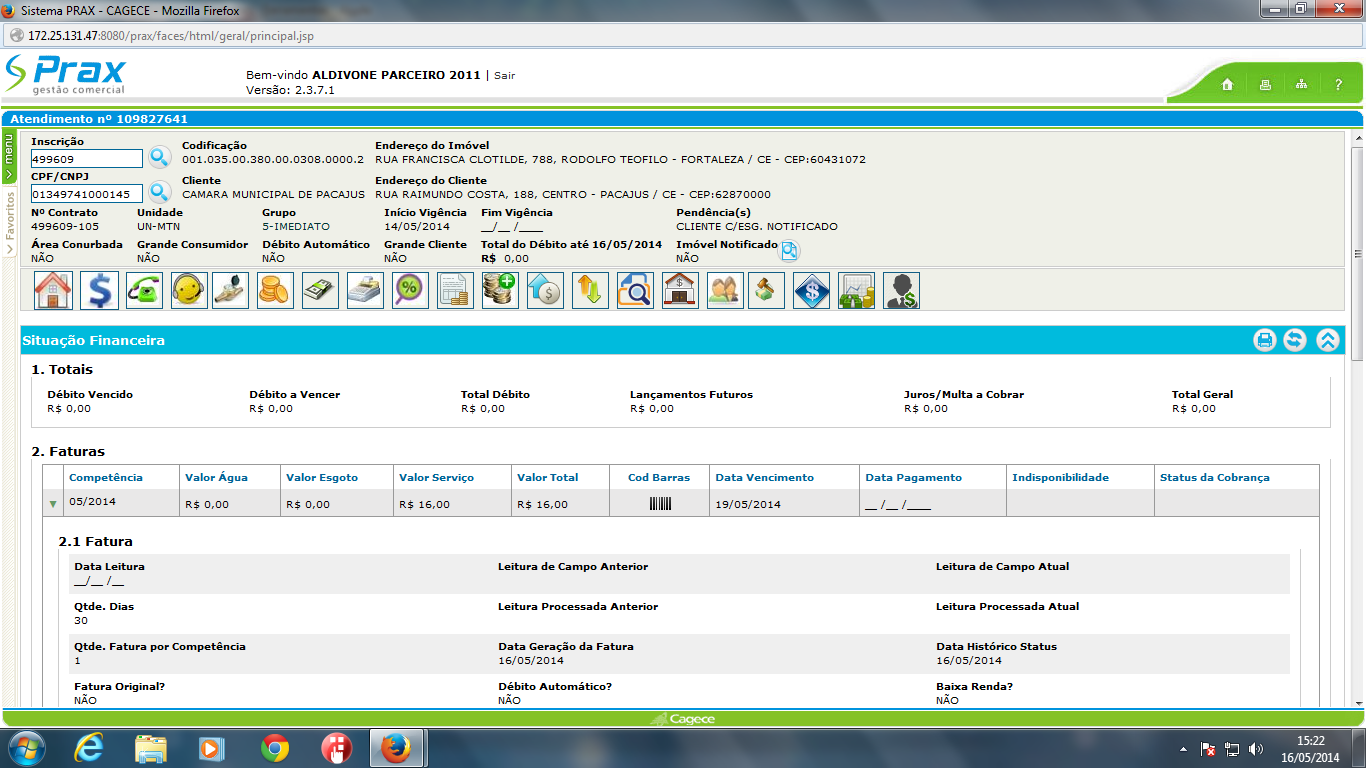 Sistema PRAX - CAGECE - Mozilla Firefox
172.25.131.47:8080/prax/faces/html/geral/principal.jsp
Prax
gestão comercial
Bem-vindo ALDIVONE PARCEIRO 2011 | Sair
Versão: 2.3.7.1
?
Atendimento nº 109827641
menu
Favoritos
Inscrição Codificação Endereço do Imóvel
499609 001.035.00.380.00.0308.0000.2 RUA FRANCISCA CLOTILDE, 788, RODOLFO TEOFILO - FORTALEZA / CE - CEP:60431072
CPF/CNPJ Cliente Endereço do Cliente
01349741000145 CAMARA MUNICIPAL DE PACAJUS RUA RAIMUNDO COSTA, 188, CENTRO - PACAJUS / CE - CEP:62870000
Nº Contrato Unidade Grupo Início Vigência Fim Vigência Pendência(s)
499609-105 UN-MTN 5-IMEDIATO 14/05/2014 __/__ /____ CLIENTE C/ESG. NOTIFICADO
Área Conurbada Grande Consumidor Débito Automático Grande Cliente Total do Débito até 16/05/2014 Imóvel Notificado
NÃO NÃO NÃO NÃO R$ 0,00 NÃO
Situação Financeira
1. Totais
Débito Vencido Débito a Vencer Total Débito Lançamentos Futuros Juros/Multa a Cobrar Total Geral
R$ 0,00 R$ 0,00 R$ 0,00 R$ 0,00 R$ 0,00 R$ 0,00
2. Faturas
Competência Valor Água Valor Esgoto Valor Serviço Valor Total Cod Barras Data Vencimento Data Pagamento Indisponibilidade Status da Cobrança
05/2014 R$ 0,00 R$ 0,00 R$ 16,00 R$ 16,00 19/05/2014 __ /__ /____
2.1 Fatura
Data Leitura Leitura de Campo Anterior Leitura de Campo Atual
__/__ /__
Qtde. Dias Leitura Processada Anterior Leitura Processada Atual
30
Qtde. Fatura por Competência Data Geração da Fatura Data Histórico Status
1 16/05/2014 16/05/2014
Fatura Original? Débito Automático? Baixa Renda?
NÃO NÃO NÃO
Cagece
15:22
16/05/2014